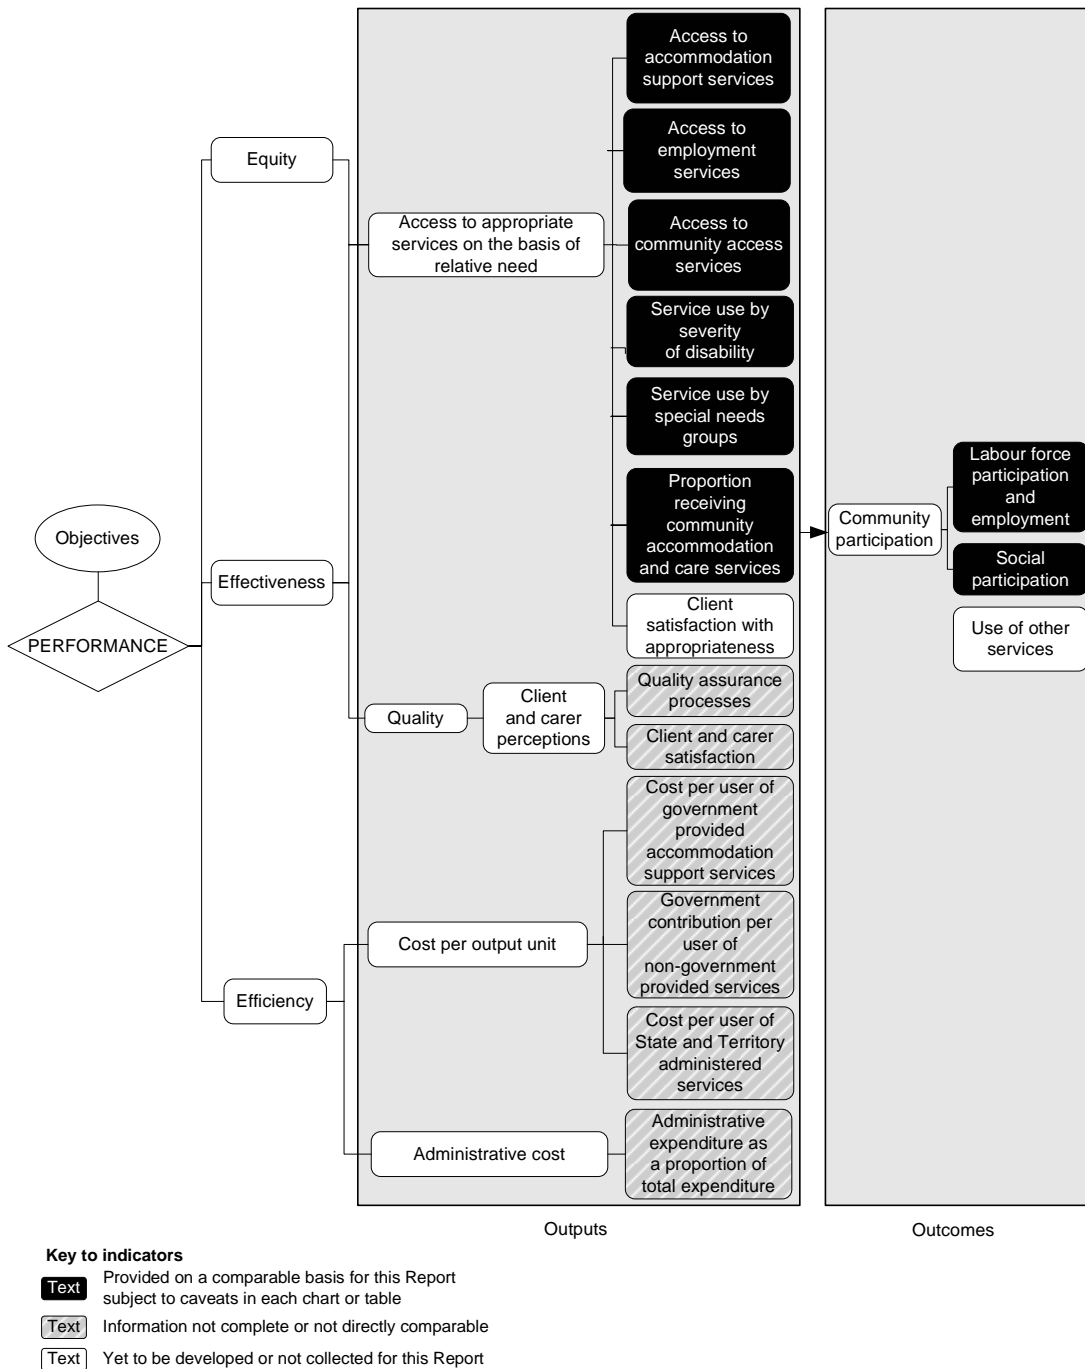 Access to
accommodation
support services
Equity
Access to
employment
services
Access to appropriate
services on the basis of
relative need
Access to
community access
services
Service use by
severity
of disability
Service use by
special needs
groups
Proportion
receiving
community
accommodation
and care services
Client
satisfaction with
appropriateness
Objectives
PERFORMANCE
Effectiveness
Quality
Client
and carer
perceptions
Quality assurance
processes
Client and carer
satisfaction
Efficiency
Cost per output unit
Cost per user of
government
provided
accommodation
support services
Government
contribution per
user of
non-government
provided services
Cost per user of
State and Territory
administered
services
Administrative cost
Administrative
expenditure as
a proportion of
total expenditure
Community
participation
Labour force
participation
and
employment
Social
participation
Use of other
services
Outputs
Outcomes
Key to indicators
Text
Provided on a comparable basis for this Report
subject to caveats in each chart or table
Text
Information not complete or not directly comparable
Text
Yet to be developed or not collected for this Report